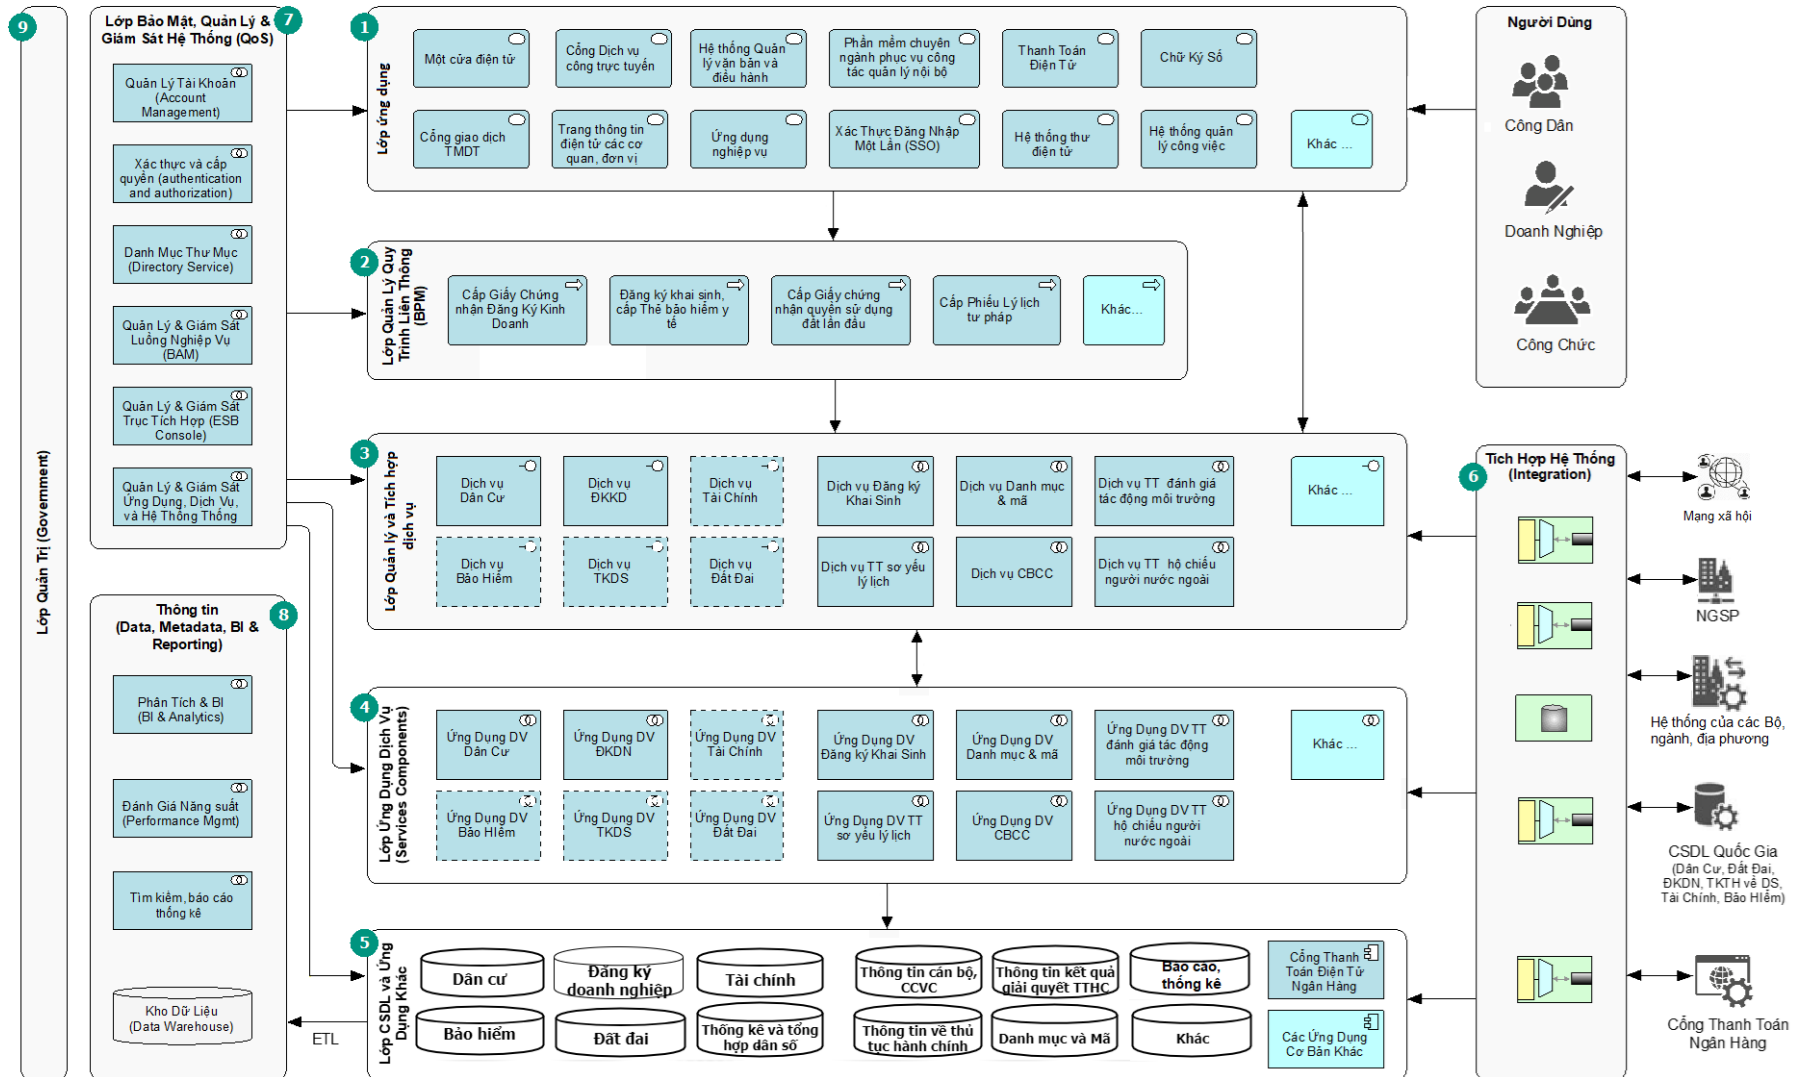 9
Lớp Quản Trị (Government)
7
Lớp Bảo Mật, Quản Lý &
Giám Sát Hệ Thống (QoS)
Quản Lý Tài Khoản
(Account
Management)
Xác thực và cấp
quyền (authentication
and authorization)
Danh Mục Thư Mục
(Directory Service)
Quản Lý & Giám Sát
Luồng Nghiệp Vụ
(BAM)
Quản Lý & Giám Sát
Trục Tích Hợp (ESB
Console)
Quản Lý & Giám Sát
Ứng Dụng, Dịch Vụ,
và Hệ Thống Thống
8
Thông tin
(Data, Metadata, BI &
Reporting)
Phân Tích & BI
(BI & Analytics)
Đánh Giá Năng suất
(Performance Mgmt)
Tìm kiếm, báo cáo
thống kê
Kho Dữ Liệu
(Data Warehouse)
ETL
1
Lớp ứng dụng
Một cửa điện tử
Cổng Dịch vụ
công trực tuyến
Hệ thống Quản
lý văn bản và
điều hành
Phần mềm chuyên
ngành phục vụ công
tác quản lý nội bộ
Thanh Toán
Điện Tử
Chữ Ký Số
Cổng giao dịch
TMDT
Trang thông tin
điện tử các cơ
quan, đơn vị
Ứng dụng
nghiệp vụ
Xác Thực Đăng Nhập
Một Lần (SSO)
Hệ thống thư
điện tử
Hệ thống quản
lý công việc
Khác ...
2
Lớp Quản Lý Quy
Trình Liên Thông
(BPM)
Cấp Giấy Chứng
nhận Đăng Ký Kinh
Doanh
Đăng ký khai sinh,
cấp Thẻ bảo hiểm y
tế
Cấp Giấy chứng
nhận quyền sử dụng
đất lần đầu
Cấp Phiếu Lý lịch
tư pháp
Khác...
3
Lớp Quản lý và Tích hợp
dịch vụ
Dịch vụ
Dân Cư
Dịch vụ
ĐKKD
Dịch vụ
Tài Chính
Dịch vụ Đăng ký
Khai Sinh
Dịch vụ Danh mục
& mã
Dịch vụ TT đánh giá
tác động môi trường
Khác ...
Dịch vụ
Bảo Hiểm
Dịch vụ
TKDS
Dịch vụ
Đất Đai
Dịch vụ TT sơ yếu
lý lịch
Dịch vụ CBCC
Dịch vụ TT hộ chiếu
người nước ngoài
4
Lớp Ứng Dụng Dịch Vụ
(Services Components)
Ứng Dụng DV
Dân Cư
Ứng Dụng DV
ĐKDN
Ứng Dụng DV
Tài Chính
Ứng Dụng DV
Đăng ký Khai Sinh
Ứng Dụng DV
Danh mục & mã
Ứng Dụng DV TT
đánh giá tác động
môi trường
Khác ...
Ứng Dụng DV
Bảo HIểm
Ứng Dụng DV
TKDS
Ứng Dụng DV
Đất Đai
Ứng Dụng DV TT
sơ yếu lý lịch
Ứng Dụng DV
CBCC
Ứng Dụng DV TT
hộ chiếu người
nước ngoài
5
Lớp CSDL và Ứng
Dụng Khác
Dân cư
Đăng ký
doanh nghiệp
Tài chính
Thông tin cán bộ,
CCVC
Thông tin kết quả
giải quyết TTHC
Báo cáo,
thống kê
Cổng Thanh
Toán Điện Tử
Ngân Hàng
Bảo hiểm
Đất đai
Thống kê và tổng
hợp dân số
Thông tin về thủ
tục hành chính
Danh mục và Mã
Khác
Các Ứng Dụng
Cơ Bản Khác
Người Dùng
Công Dân
Doanh Nghiệp
Công Chức
6
Tích Hợp Hệ Thống
(Integration)
Mạng xã hội
NGSP
Hệ thống của các Bộ,
ngành, địa phương
CSDL Quốc Gia
(Dân Cư, Đất Đai,
ĐKDN, TKTH về DS,
Tài Chính, Bảo HIểm)
Cổng Thanh Toán
Ngân Hàng